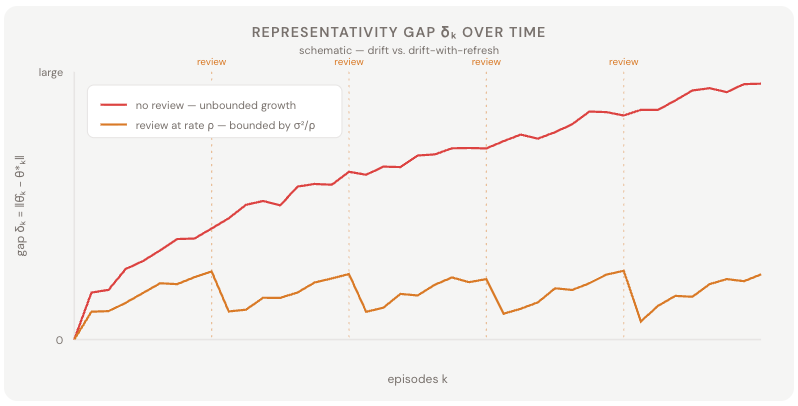 REPRESENTATIVITY GAP δₖ OVER TIME
schematic — drift vs. drift-with-refresh
review
review
review
review
large
no review — unbounded growth
review at rate ρ — bounded by σ²/ρ
gap δₖ = ‖θ̂ₖ − θ*ₖ‖
0
episodes k